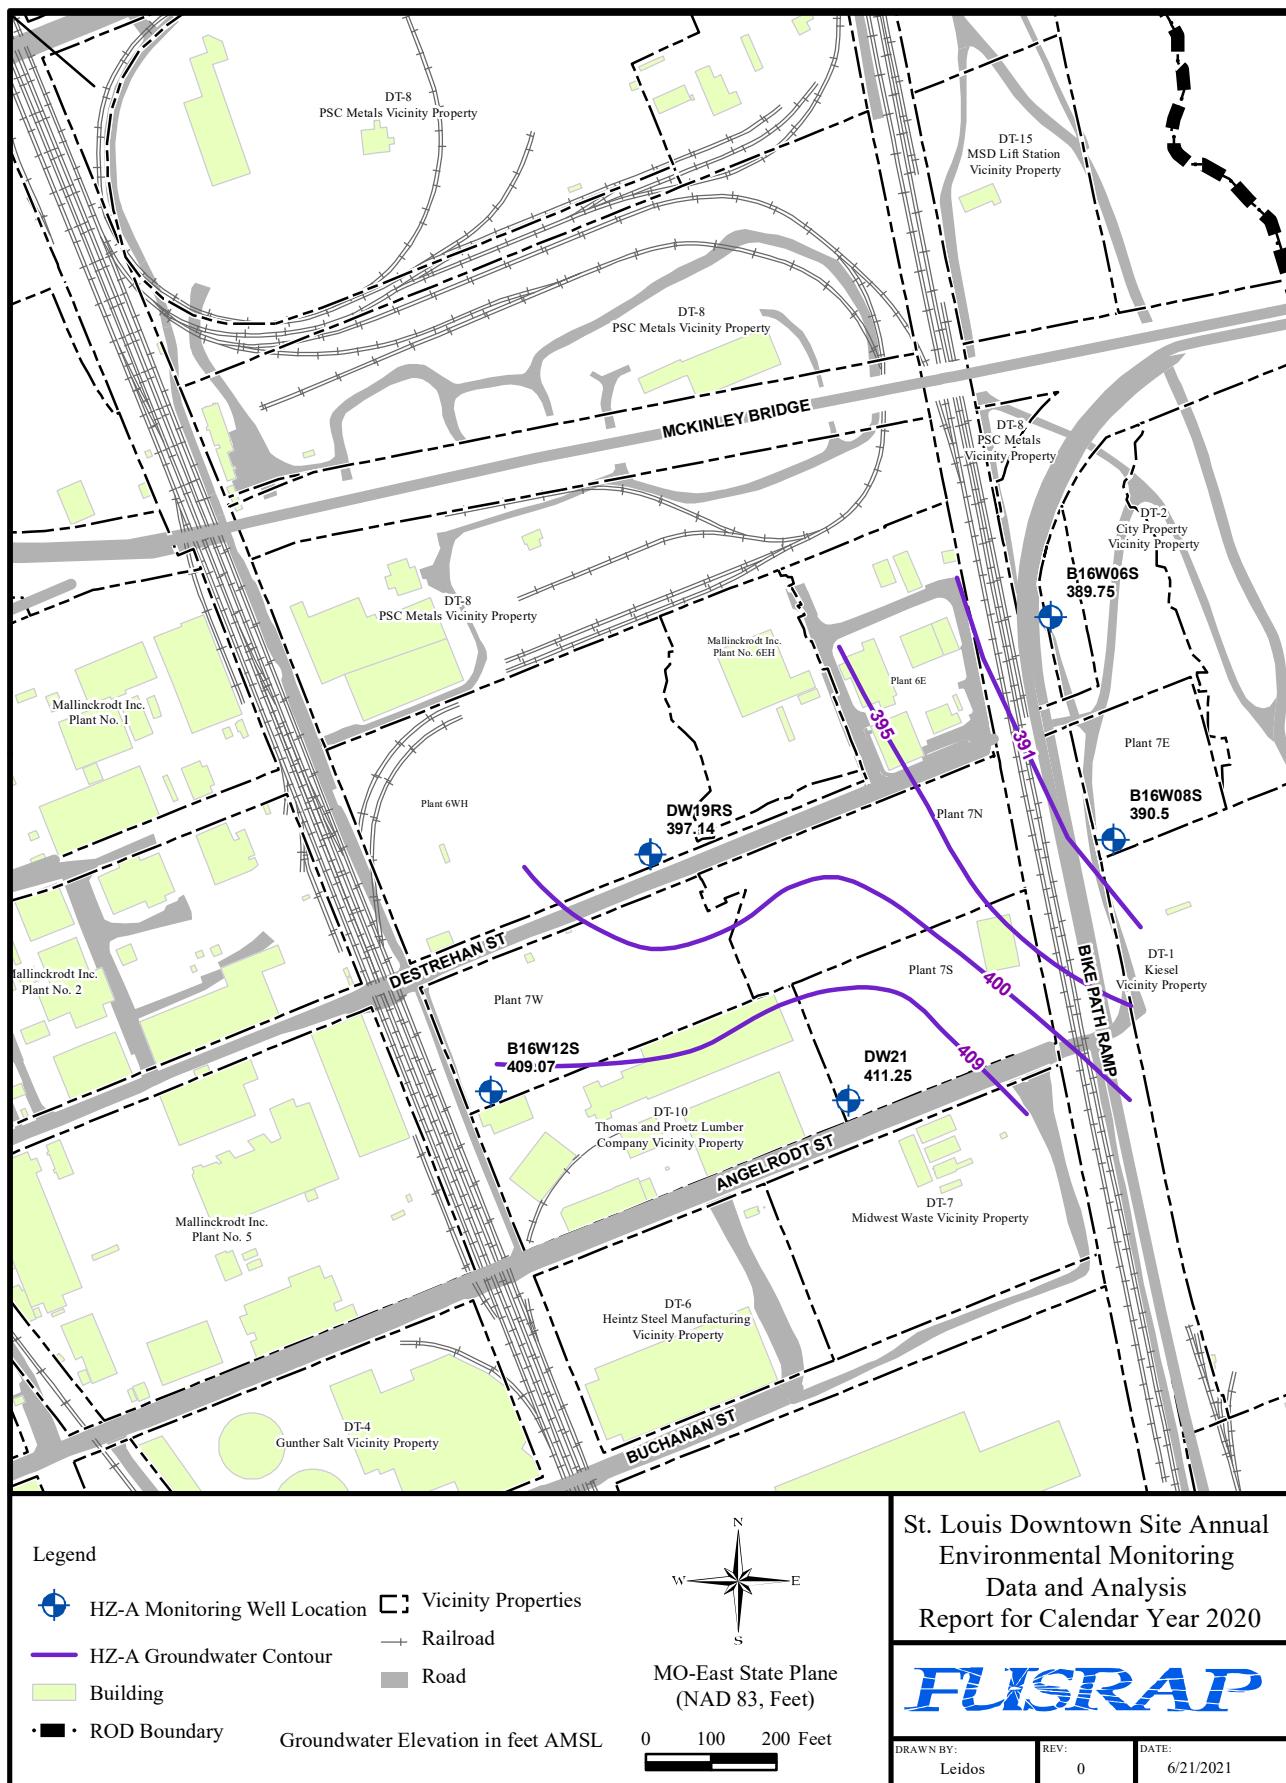 DT-8
PSC Metals Vicinity Property
DT-15
MSD Lift Station
Vicinity Property
DT-8
PSC Metals Vicinity Property
MCKINLEY BRIDGE
DT-8
PSC Metals
Vicinity Property
DT-2
City Property
Vicinity Property
B16W06S
389.75
DT-8
PSC Metals Vicinity Property
Mallinckrodt Inc.
Plant No. 6EH
Plant 6E
Mallinckrodt Inc.
Plant No. 1
395
391
Plant 7E
Plant 6WH
DW19RS
397.14
Plant 7N
B16W08S
390.5
DESTREHAN ST
Mallinckrodt Inc.
Plant No. 2
Plant 7W
Plant 7S
400
BIKE PATH RAMP
DT-1
Kiesel
Vicinity Property
B16W12S
409.07
DW21
411.25
409
DT-10
Thomas and Proetz Lumber
Company Vicinity Property
ANGELRODT ST
DT-7
Midwest Waste Vicinity Property
Mallinckrodt Inc.
Plant No. 5
DT-6
Heintz Steel Manufacturing
Vicinity Property
DT-4
Gunther Salt Vicinity Property
BUCHANAN ST
Legend
HZ-A Monitoring Well Location
HZ-A Groundwater Contour
Building
ROD Boundary
Vicinity Properties
Railroad
Road
Groundwater Elevation in feet AMSL
N
W E
S
MO-East State Plane
(NAD 83, Feet)
0 100 200 Feet
St. Louis Downtown Site Annual
Environmental Monitoring
Data and Analysis
Report for Calendar Year 2020
FUSRAP
DRAWN BY:
Leidos
REV:
0
DATE:
6/21/2021